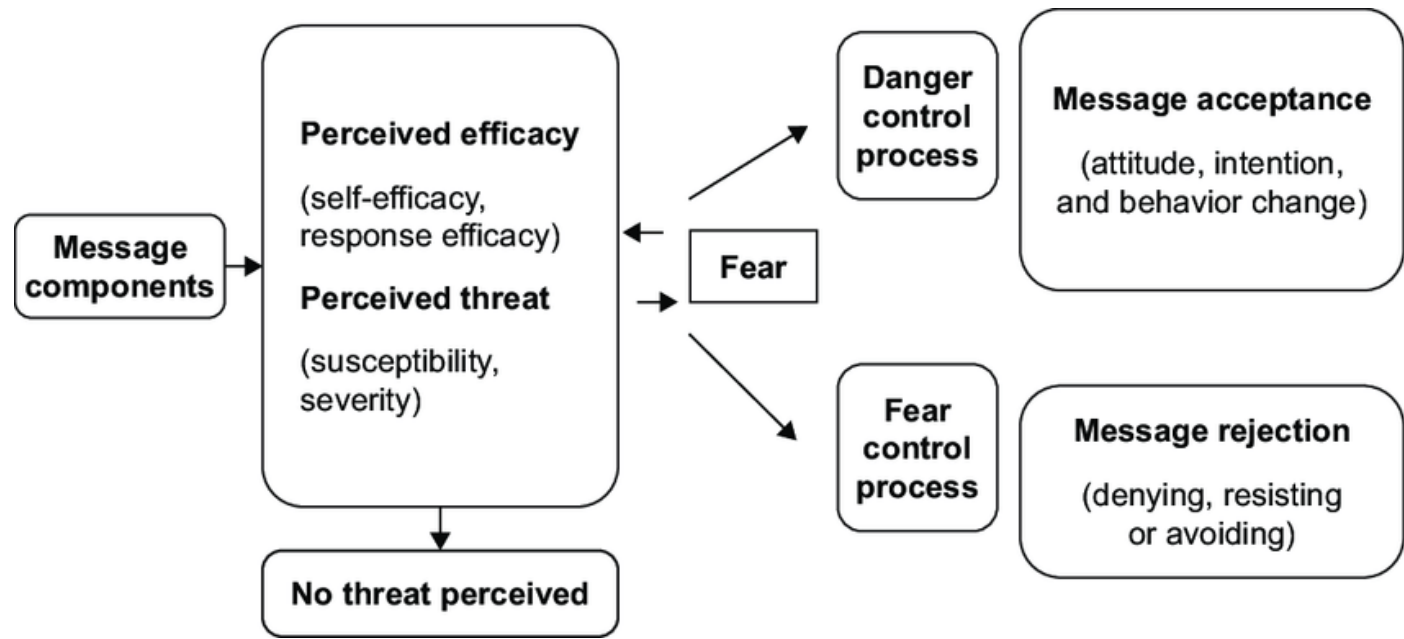 Message
components
Perceived efficacy
(self-efficacy,
response efficacy)
Perceived threat
(susceptibility,
severity)
No threat perceived
Fear
Danger
control
process
Message acceptance
(attitude, intention,
and behavior change)
Fear
control
process
Message rejection
(denying, resisting
or avoiding)